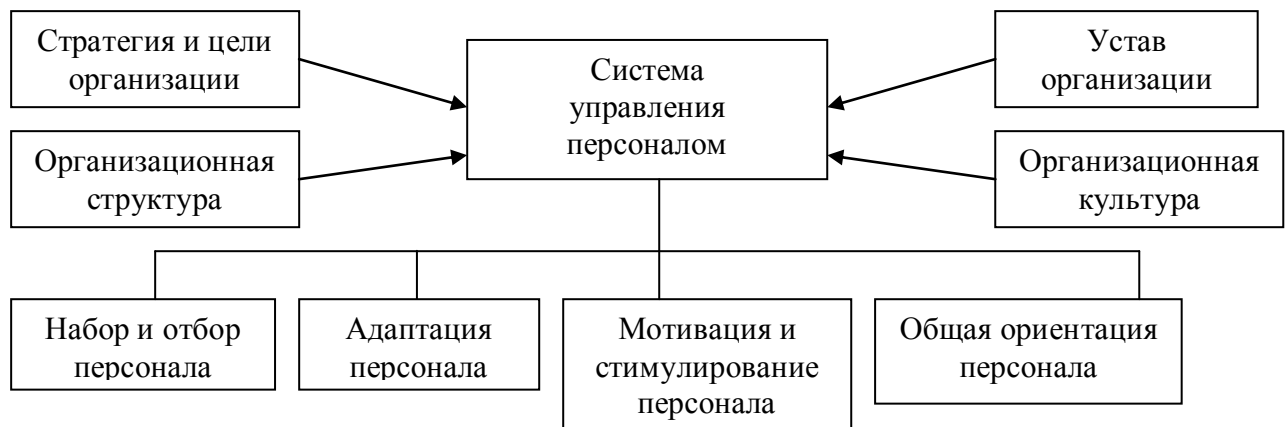 Стратегия и цели
организации
Система
управления
персоналом
Устав
организации
Организационная
структура
Организационная
культура
Набор и отбор
персонала
Адаптация
персонала
Мотивация и
стимулирование
персонала
Общая ориентация
персонала